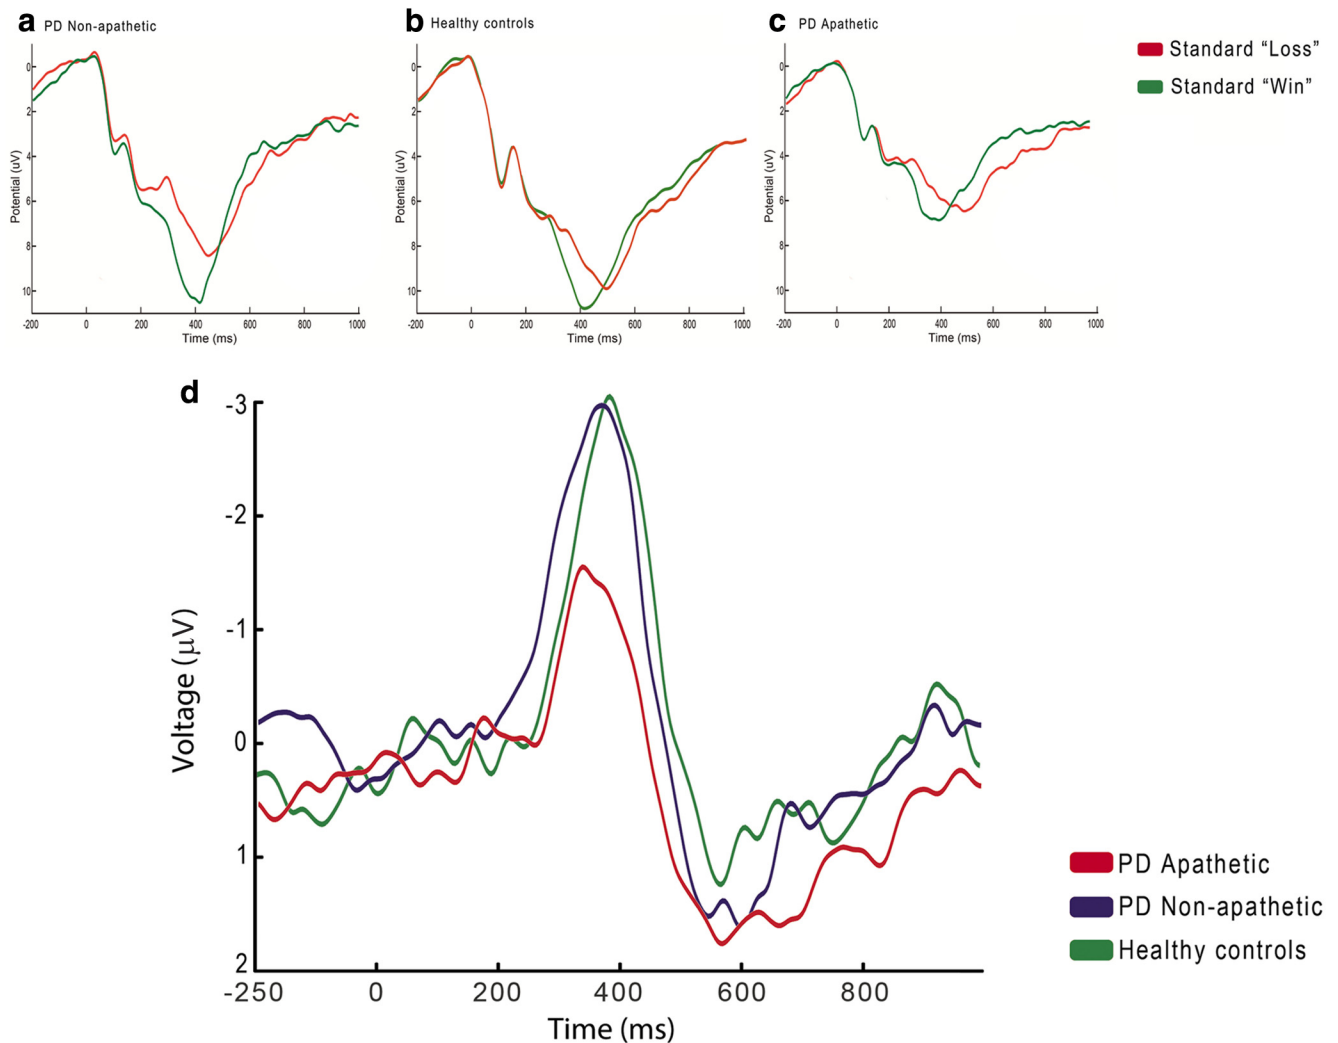 a PD Non-apathetic
b Healthy controls
c PD Apathetic
Standard “Loss”
Standard “Win”
Potential (uV)
0
2
4
6
8
10
-200 0 200 400 600 800 1000
Time (ms)
Potential (uV)
0
2
4
6
8
10
-200 0 200 400 600 800 1000
Time (ms)
Potential (uV)
0
2
4
6
8
10
-200 0 200 400 600 800 1000
Time (ms)
d
Voltage (μV)
-3
-2
-1
0
1
2
-250 0 200 400 600 800
Time (ms)
PD Apathetic
PD Non-apathetic
Healthy controls